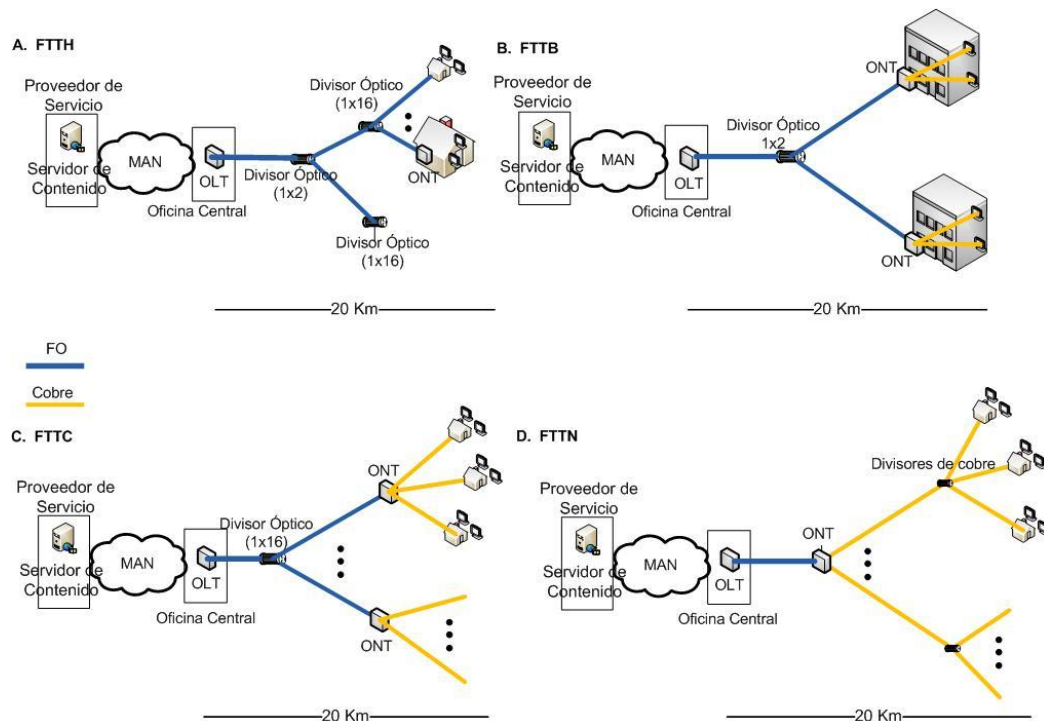 A. FTTH
Proveedor de
Servicio
Servidor de
Contenido
MAN
OLT
Oficina Central
Divisor Óptico
(1x2)
Divisor Óptico
(1x16)
ONT
Divisor Óptico
(1x16)
20 Km
B. FTTB
Proveedor de
Servicio
Servidor de
Contenido
MAN
OLT
Oficina Central
Divisor Óptico
1x2
ONT
ONT
20 Km
FO
Cobre
C. FTTC
Proveedor de
Servicio
Servidor de
Contenido
MAN
OLT
Oficina Central
Divisor Óptico
(1x16)
ONT
ONT
20 Km
D. FTTN
Proveedor de
Servicio
Servidor de
Contenido
MAN
OLT
Oficina Central
ONT
Divisores de cobre
20 Km